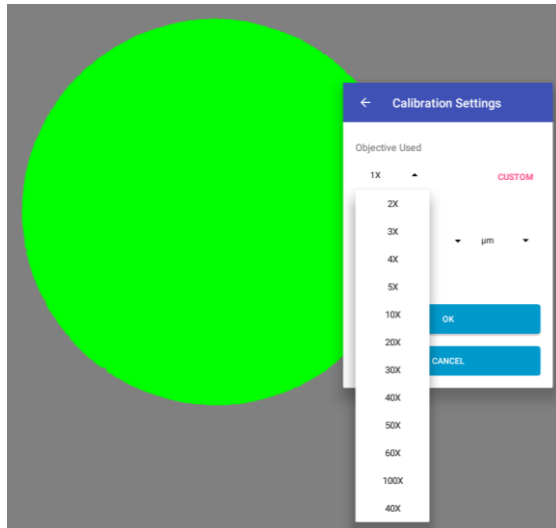 ← Calibration Settings
Objective Used
1X CUSTOM
2X
3X
μm
4X
5X
10X
OK
20X
CANCEL
30X
40X
50X
60X
100X
40X